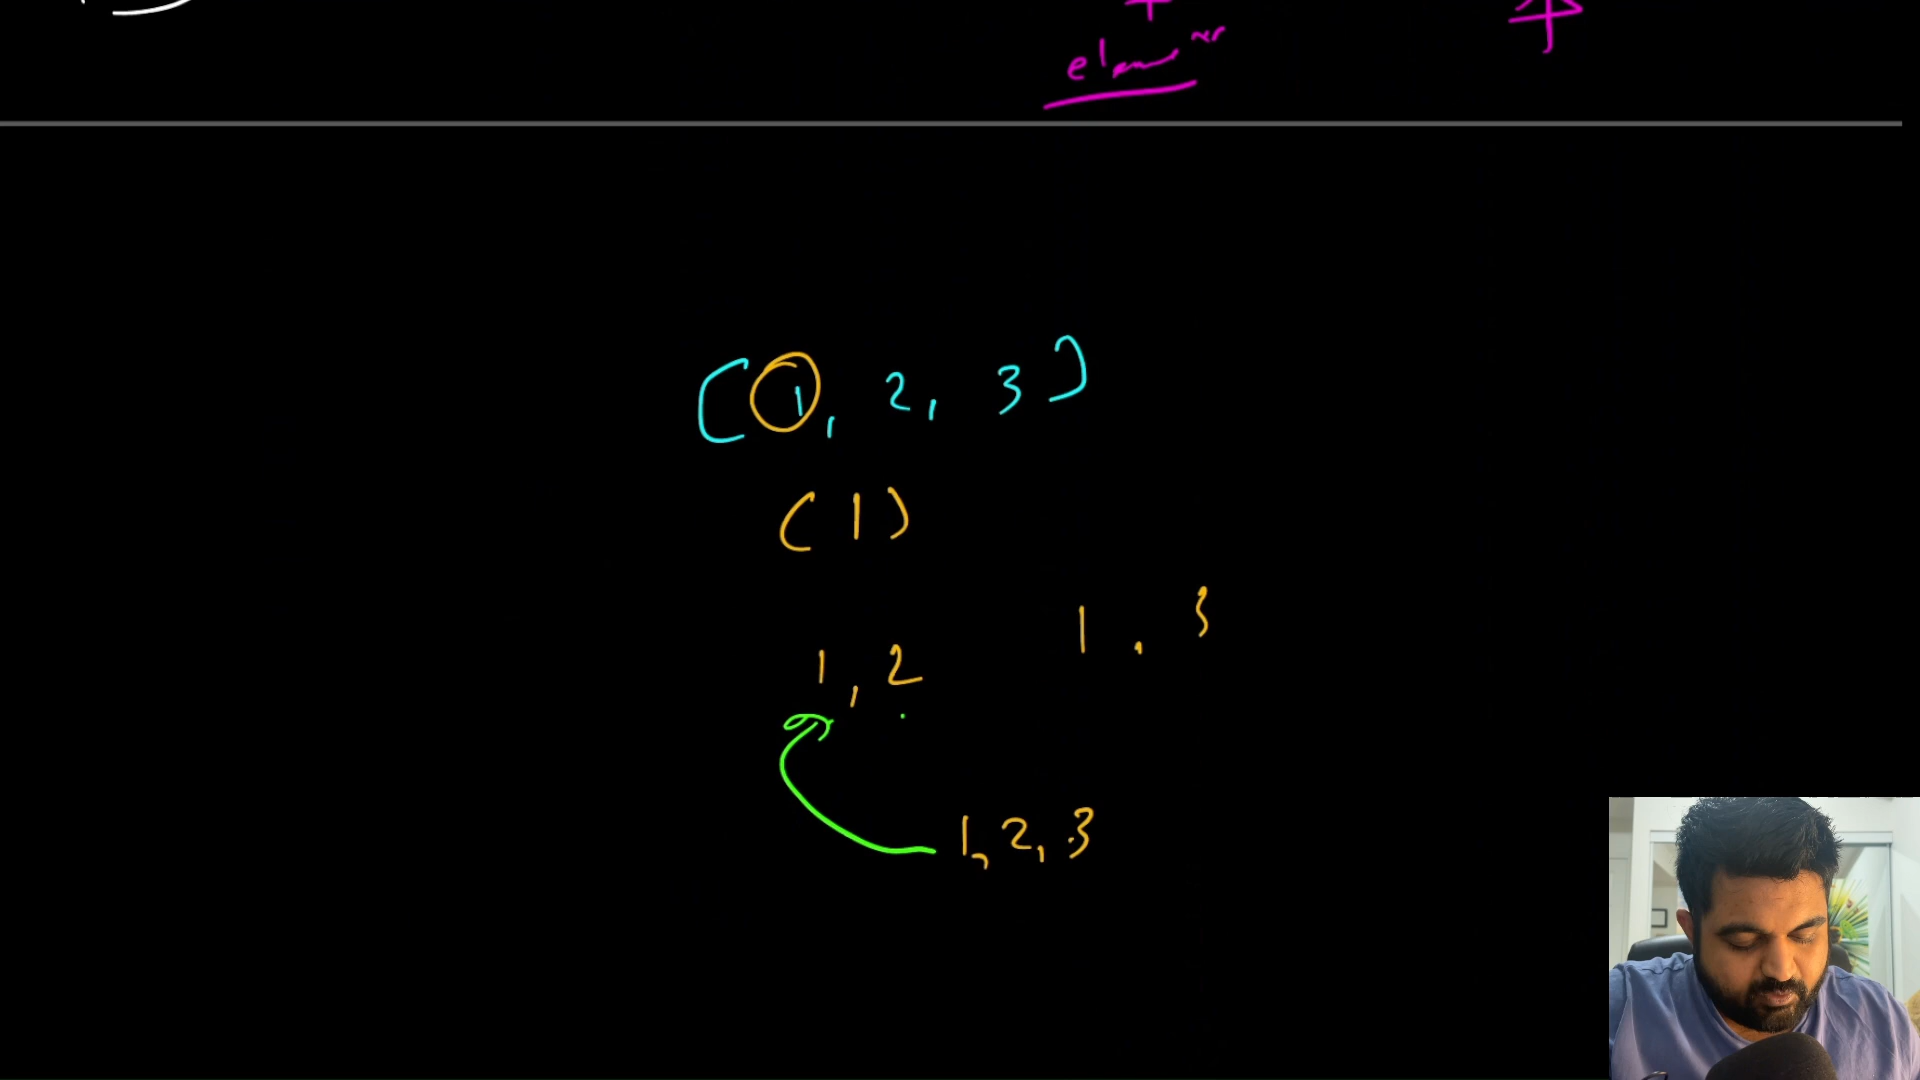 [1, 2, 3]
(1)
1, 2
1, 3
1, 2, 3